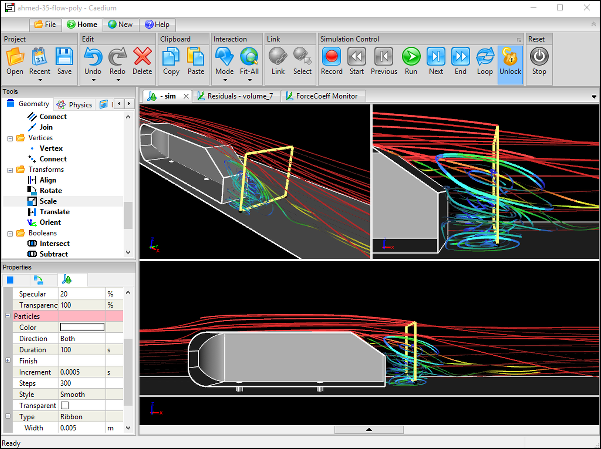 ahmed-35-flow-poly - Caedium
File Home New Help
Project Edit Clipboard Interaction Link Simulation Control Reset
Open Recent Save Undo Redo Delete Copy Paste Mode Fit-All Link Select Record Start Previous Run Next End Loop Unlock Stop
Tools
Geometry Physics
- sim Residuals - volume_7 ForceCoeff Monitor
Connect
Join
Vertices
Vertex
Connect
Transforms
Align
Rotate
Scale
Translate
Orient
Booleans
Intersect
Subtract
Properties
Specular 20 %
Transparenc 100 %
Particles
Color
Direction Both
Duration 100 s
Finish
Increment 0.0005 s
Steps 300
Style Smooth
Transparent
Type Ribbon
Width 0.005 m
Ready